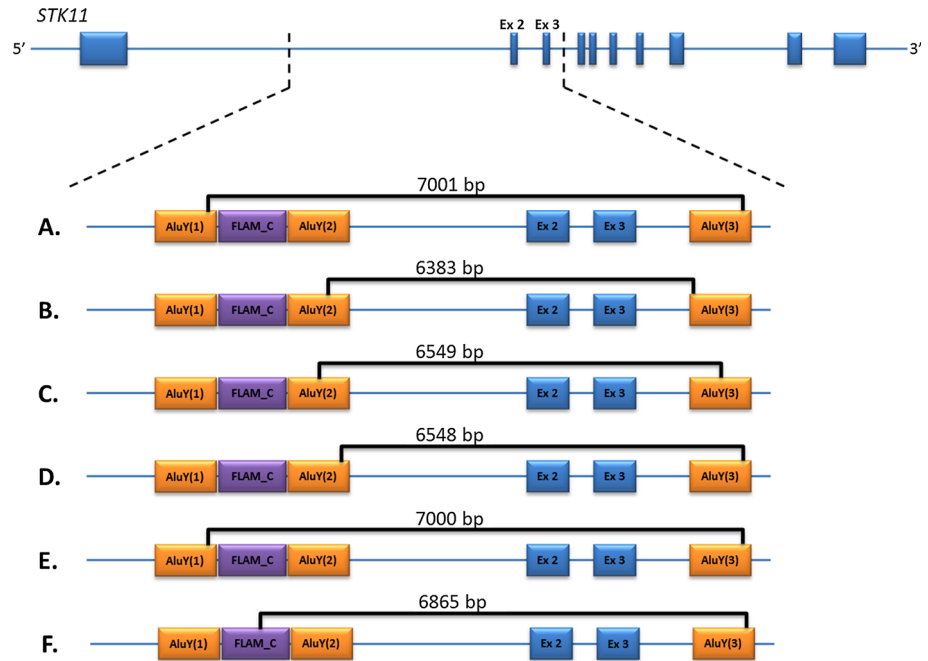 STK11
Ex 2 Ex 3
5’ 3’
7001 bp
A. AluY(1) FLAM_C AluY(2) Ex 2 Ex 3 AluY(3)
6383 bp
B. AluY(1) FLAM_C AluY(2) Ex 2 Ex 3 AluY(3)
6549 bp
C. AluY(1) FLAM_C AluY(2) Ex 2 Ex 3 AluY(3)
6548 bp
D. AluY(1) FLAM_C AluY(2) Ex 2 Ex 3 AluY(3)
7000 bp
E. AluY(1) FLAM_C AluY(2) Ex 2 Ex 3 AluY(3)
6865 bp
F. AluY(1) FLAM_C AluY(2) Ex 2 Ex 3 AluY(3)